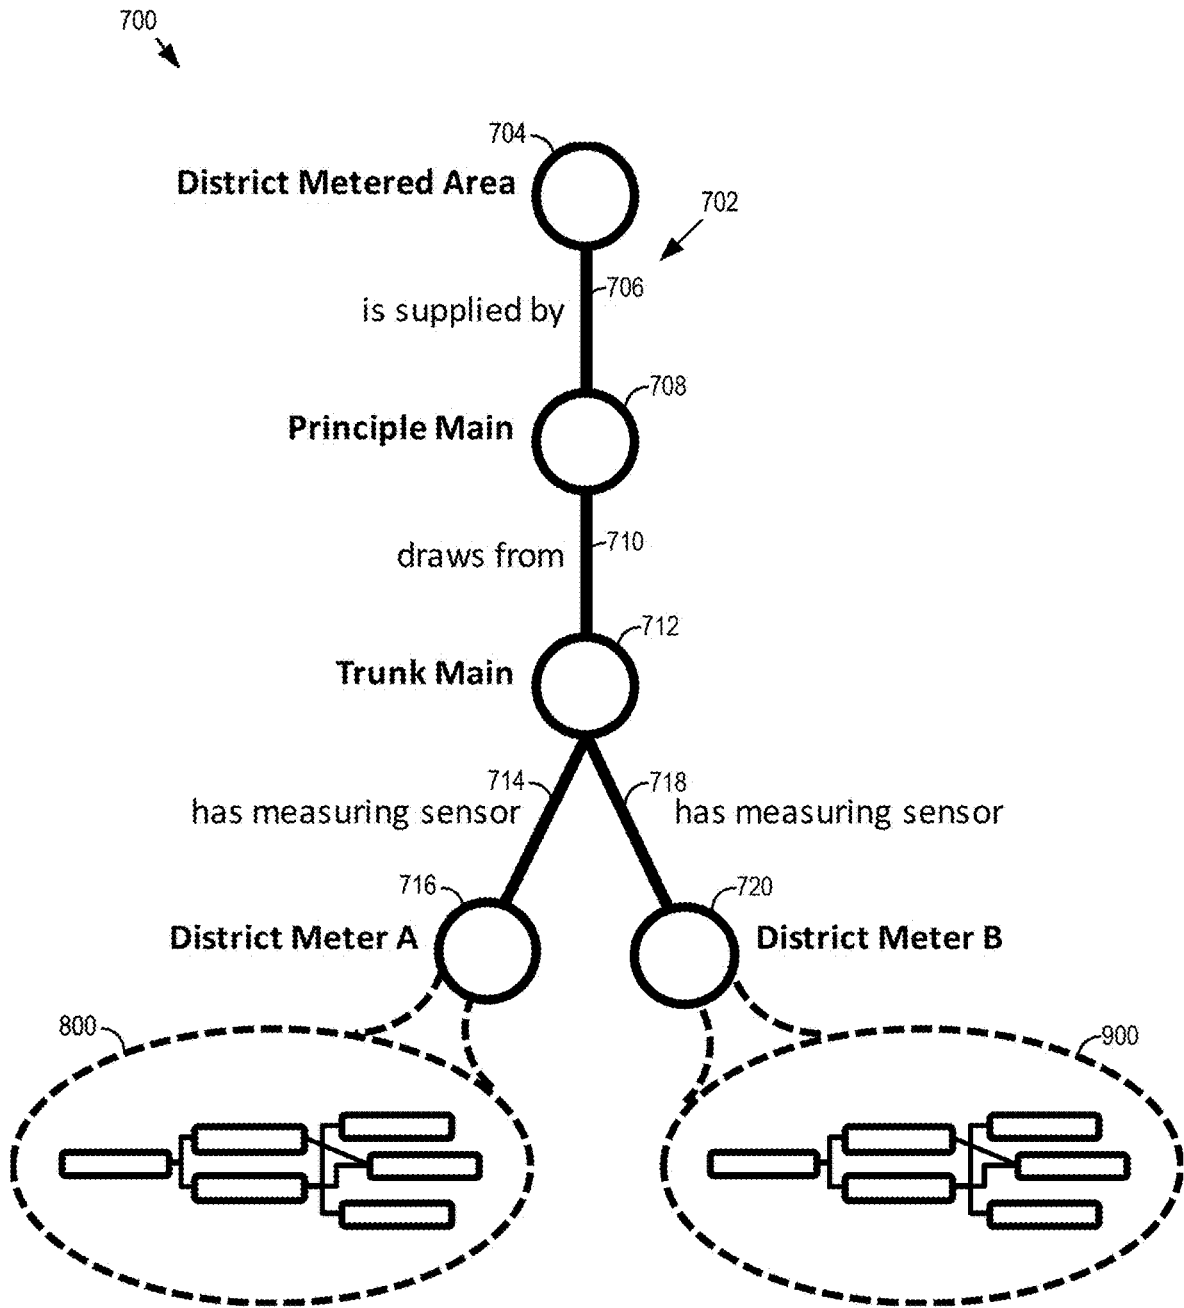 700
704
District Metered Area
702
706
is supplied by
708
Principle Main
710
draws from
712
Trunk Main
714
718
has measuring sensor
has measuring sensor
716
720
District Meter A
District Meter B
800
900